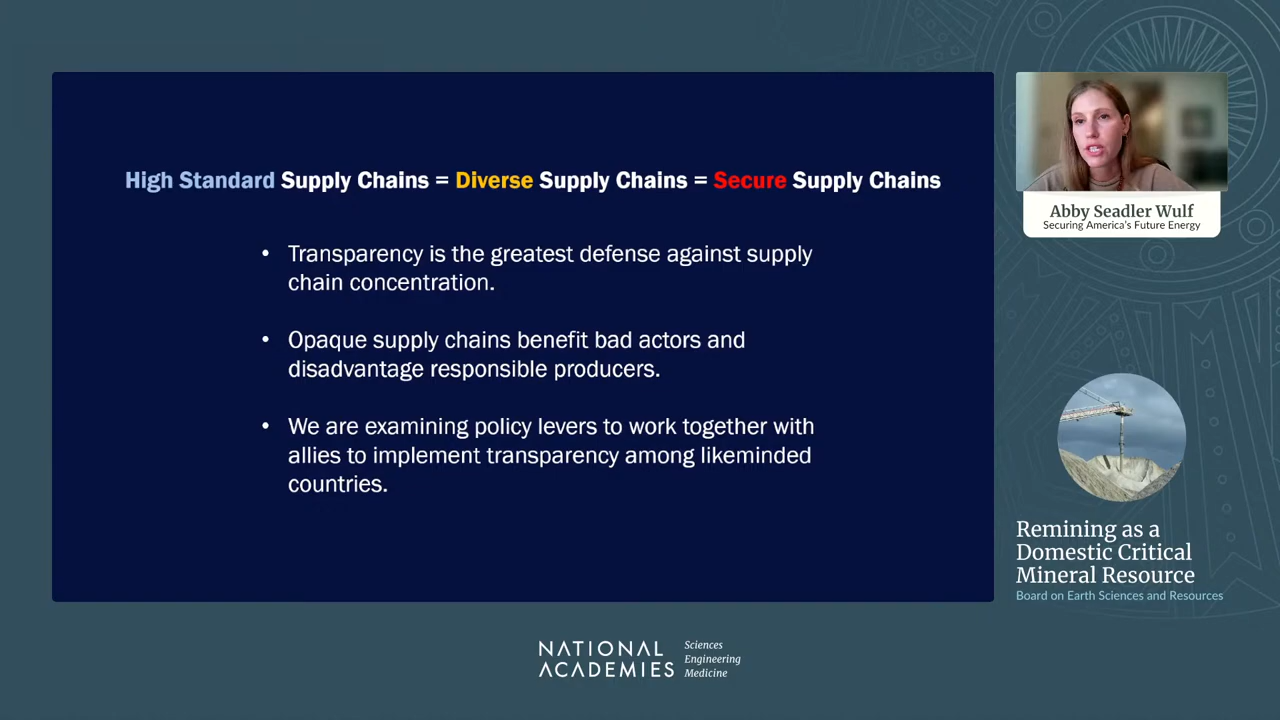 High Standard Supply Chains = Diverse Supply Chains = Secure Supply Chains
• Transparency is the greatest defense against supply
chain concentration.
• Opaque supply chains benefit bad actors and
disadvantage responsible producers.
• We are examining policy levers to work together with
allies to implement transparency among likeminded
countries.
Abby Seadler Wulf
Securing America's Future Energy
Remining as a
Domestic Critical
Mineral Resource
Board on Earth Sciences and Resources
NATIONAL
ACADEMIES
Sciences
Engineering
Medicine